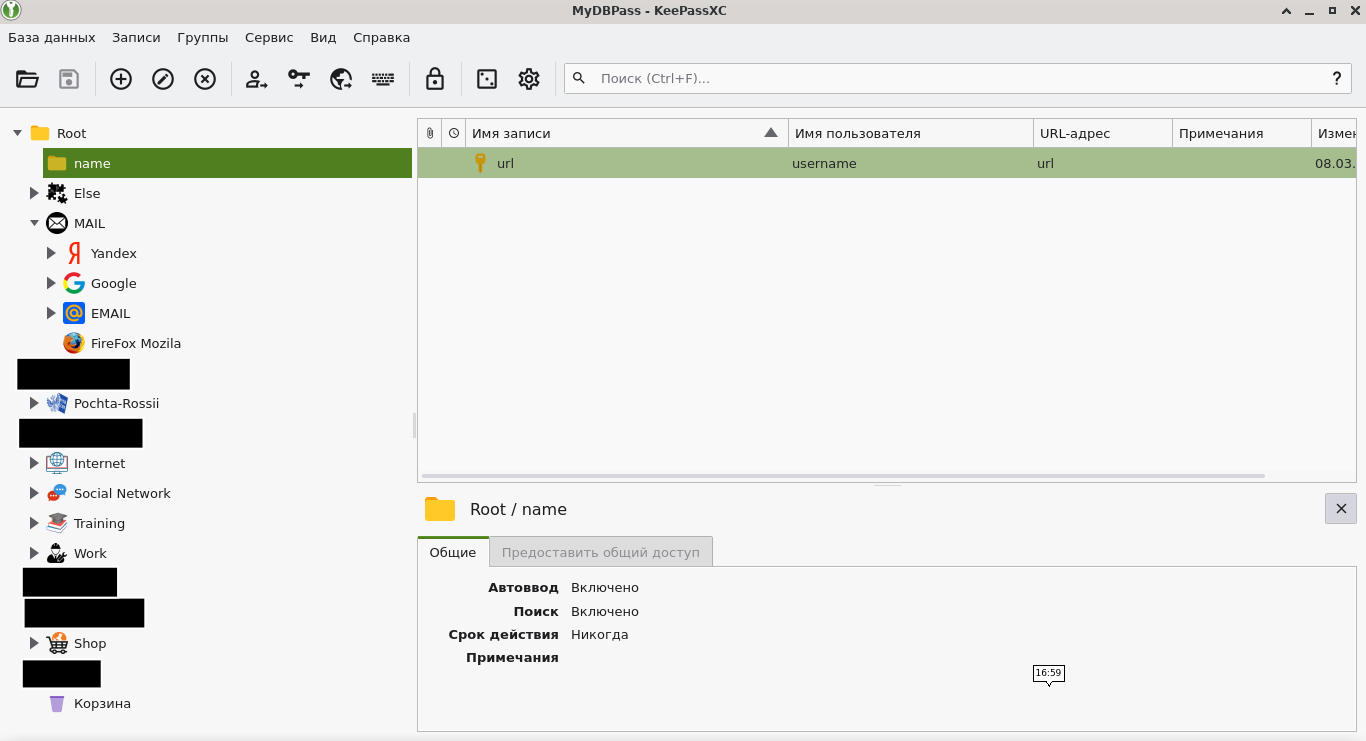 MyDBPass - KeePassXC
База данных Записи Группы Сервис Вид Справка
Поиск (Ctrl+F)... ?
Root
name
Else
MAIL
Yandex
Google
EMAIL
FireFox Mozila
Pochta-Rossii
Internet
Social Network
Training
Work
Shop
Корзина
Имя записи Имя пользователя URL-адрес Примечания Измен
url username url 08.03.
Root / name
Общие Предоставить общий доступ
Автоввод Включено
Поиск Включено
Срок действия Никогда
Примечания
16:59